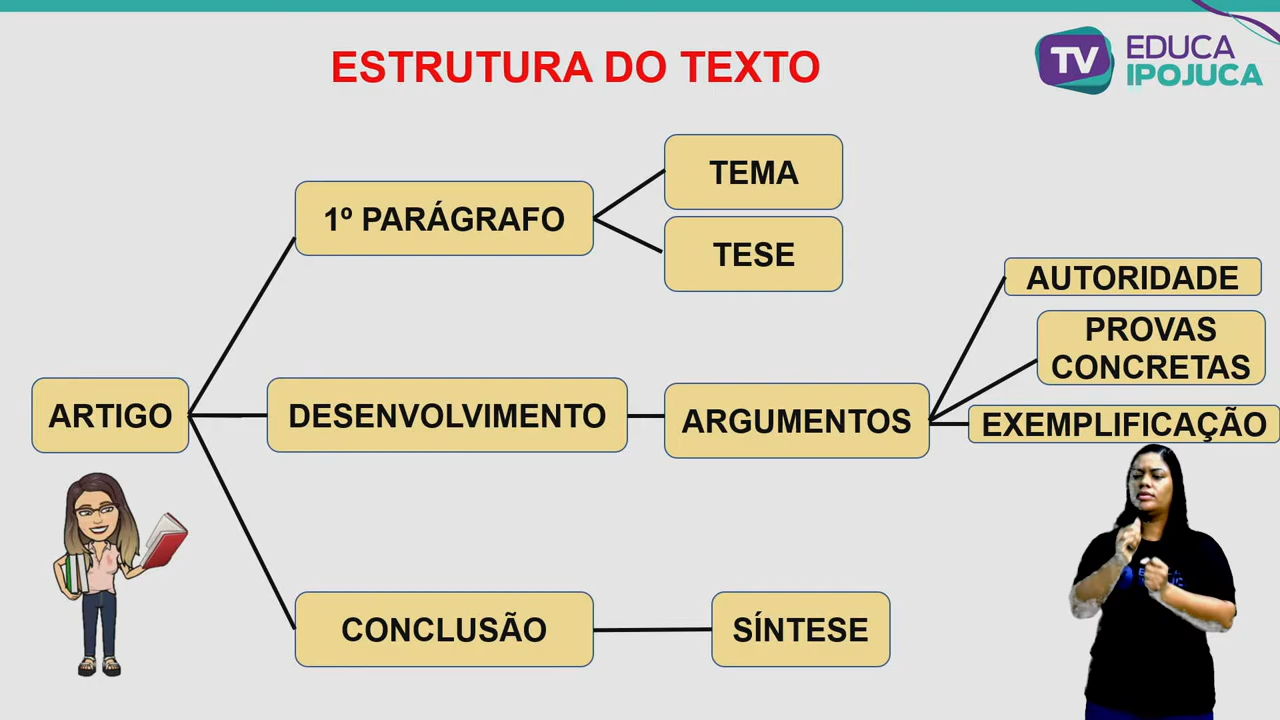 ESTRUTURA DO TEXTO
TV
EDUCA
IPOJUCA
TEMA
1º PARÁGRAFO
TESE
AUTORIDADE
PROVAS
CONCRETAS
ARTIGO
DESENVOLVIMENTO
ARGUMENTOS
EXEMPLIFICAÇÃO
CONCLUSÃO
SÍNTESE